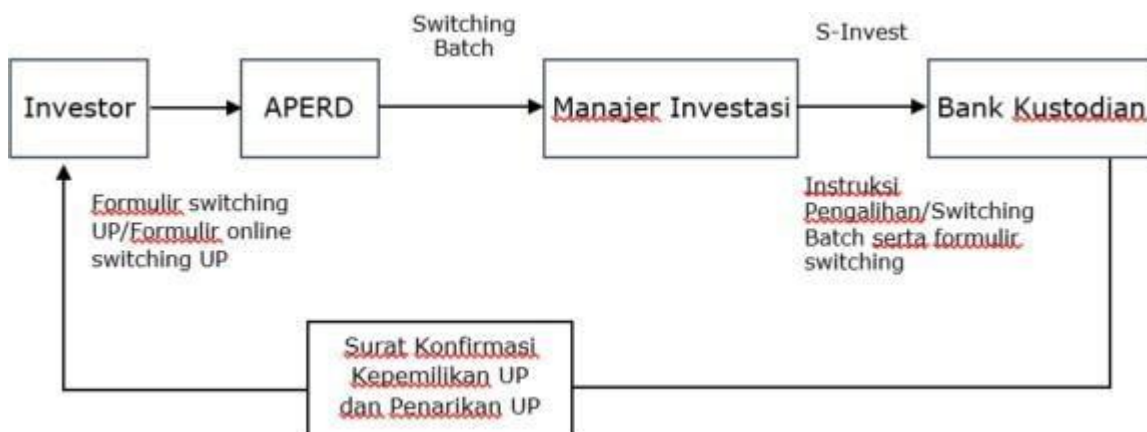 Switching
Batch
S-Invest
Investor
APERD
Manajer Investasi
Bank Kustodian
Formulir switching
UP/Formulir online
switching UP
Instruksi
Pengalihan/Switching
Batch serta formulir
switching
Surat Konfirmasi
Kepemilikan UP
dan Penarikan UP